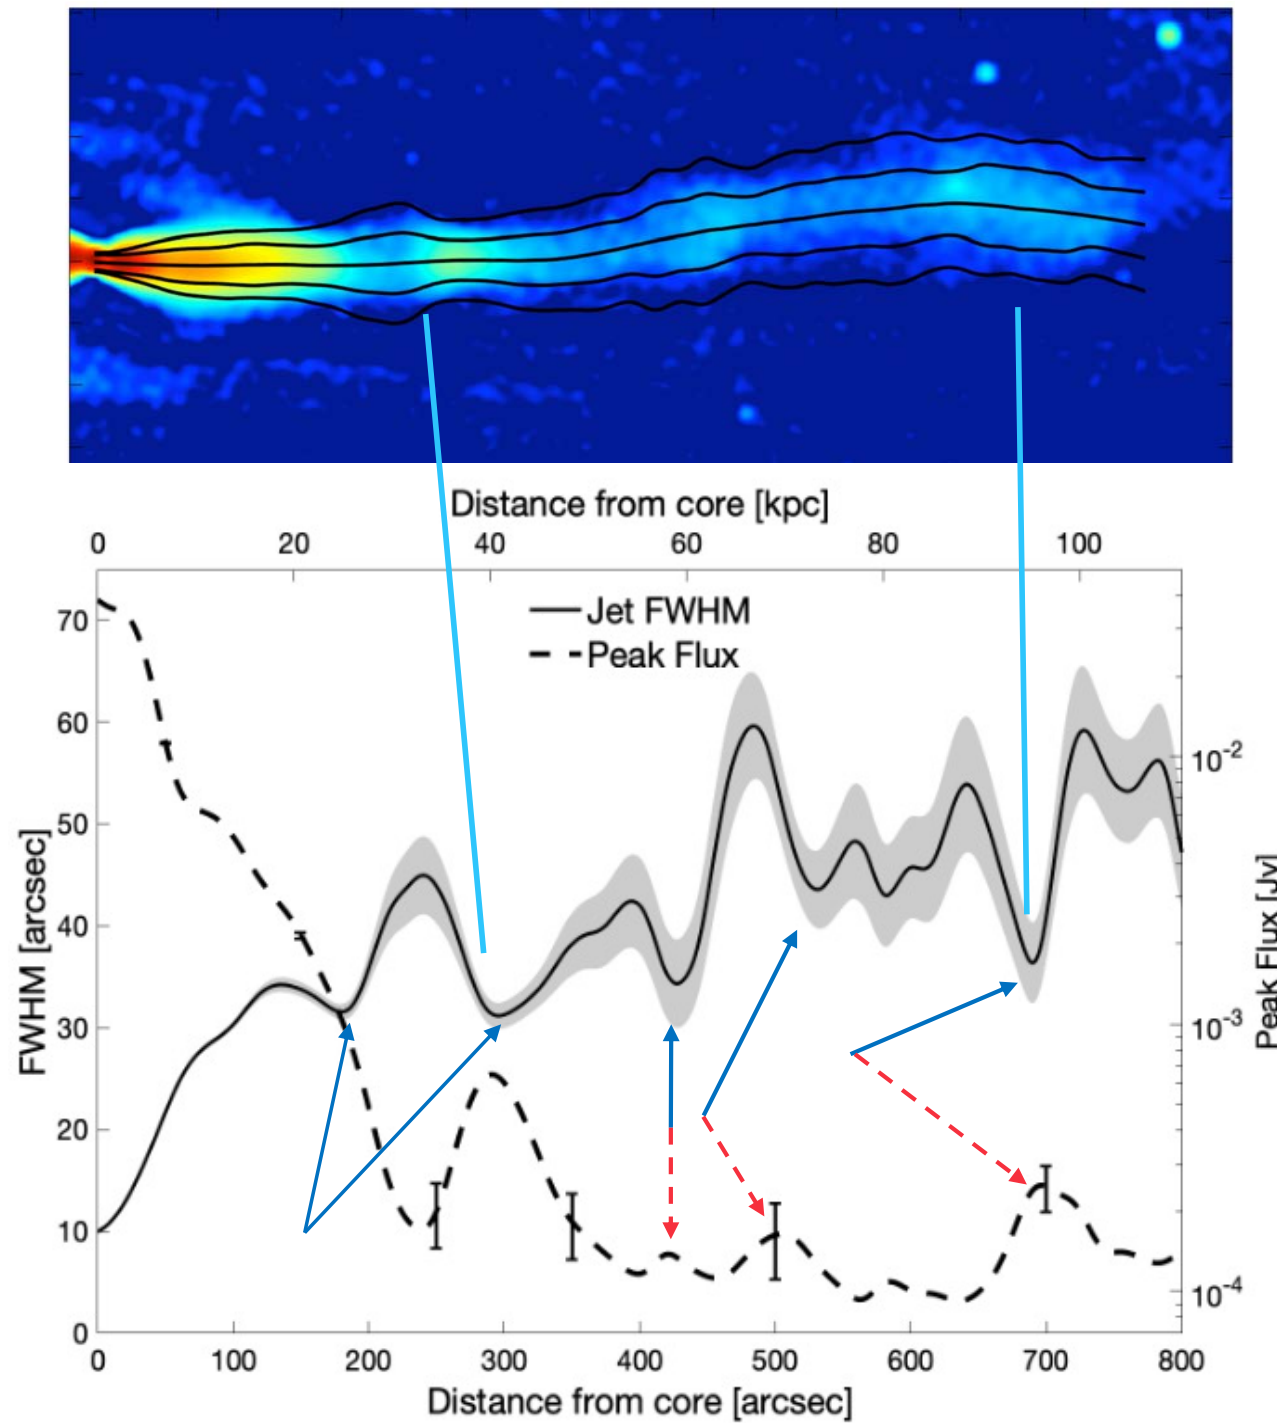 Distance from core [kpc]
0 20 40 60 80 100
Jet FWHM
Peak Flux
70
60
50
40
30
20
10
0
FWHM [arcsec]
10-2
10-3
10-4
Peak Flux [Jy]
0 100 200 300 400 500 600 700 800
Distance from core [arcsec]